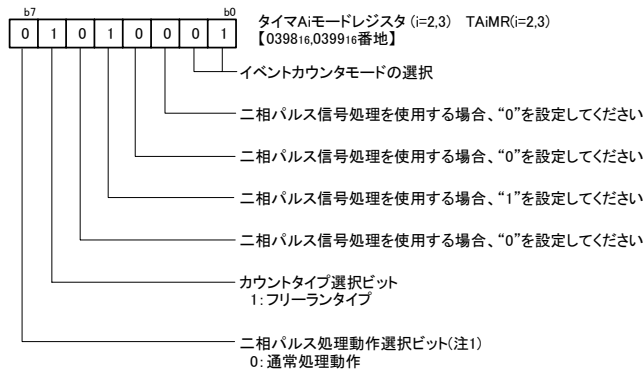 b7 b0
タイマAiモードレジスタ (i=2,3) TAiMR(i=2,3)
0 1 0 1 0 0 0 1
【039816,039916番地】
イベントカウンタモードの選択
二相パルス信号処理を使用する場合、“0”を設定してください
二相パルス信号処理を使用する場合、“0”を設定してください
二相パルス信号処理を使用する場合、“1”を設定してください
二相パルス信号処理を使用する場合、“0”を設定してください
カウントタイプ選択ビット
1:フリーランタイプ
二相パルス処理動作選択ビット(注1)
0:通常処理動作